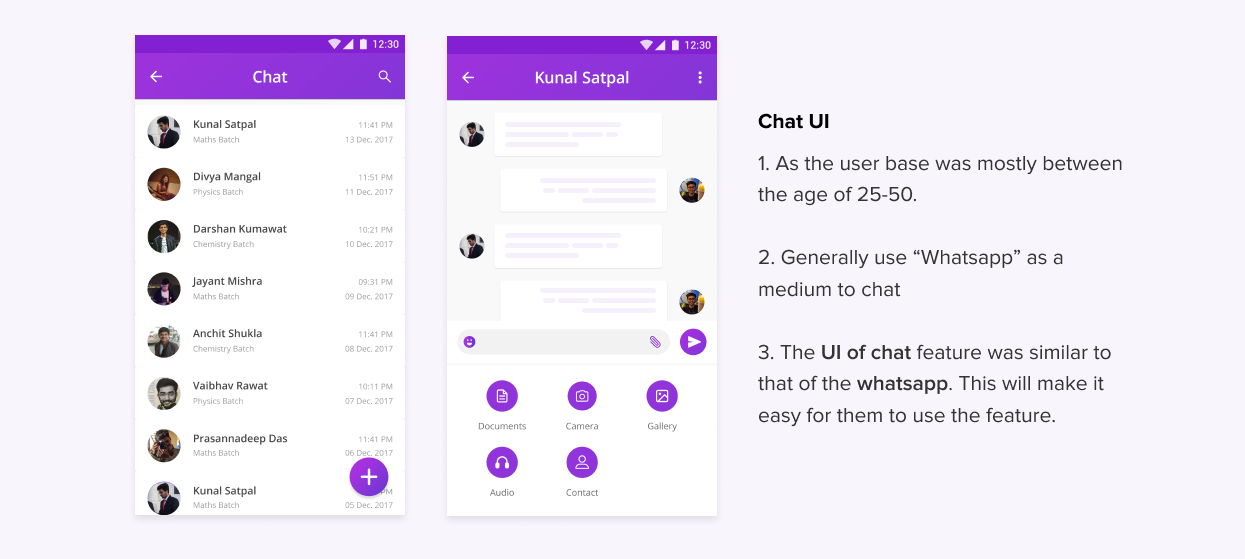 12:30
Chat
Kunal Satpal
11:41 PM
Maths Batch
13 Dec. 2017
Divya Mangal
11:51 PM
Physics Batch
11 Dec. 2017
Darshan Kumawat
10:21 PM
Chemistry Batch
10 Dec. 2017
Jayant Mishra
09:31 PM
Maths Batch
09 Dec. 2017
Anchit Shukla
11:41 PM
Chemistry Batch
08 Dec. 2017
Vaibhav Rawat
10:11 PM
Physics Batch
07 Dec. 2017
Prasannadeep Das
11:41 PM
Maths Batch
06 Dec. 2017
Kunal Satpal
PM
Maths Batch
05 Dec. 2017
12:30
Kunal Satpal
Documents
Camera
Gallery
Audio
Contact
Chat UI
1. As the user base was mostly between
the age of 25-50.
2. Generally use “Whatsapp” as a
medium to chat
3. The UI of chat feature was similar to
that of the whatsapp. This will make it
easy for them to use the feature.